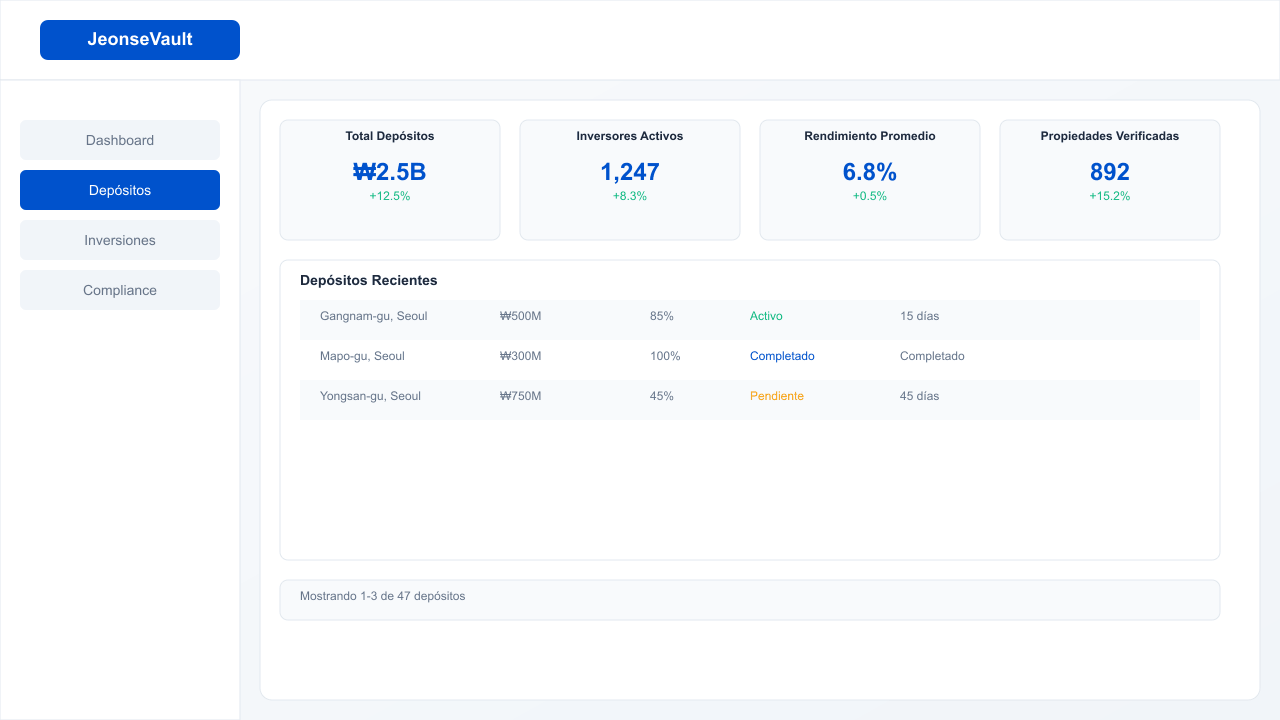 JeonseVault
Dashboard
Depósitos
Inversiones
Compliance
Total Depósitos
₩2.5B
+12.5%
Inversores Activos
1,247
+8.3%
Rendimiento Promedio
6.8%
+0.5%
Propiedades Verificadas
892
+15.2%
Depósitos Recientes
Gangnam-gu, Seoul ₩500M 85% Activo 15 días
Mapo-gu, Seoul ₩300M 100% Completado Completado
Yongsan-gu, Seoul ₩750M 45% Pendiente 45 días
Mostrando 1-3 de 47 depósitos